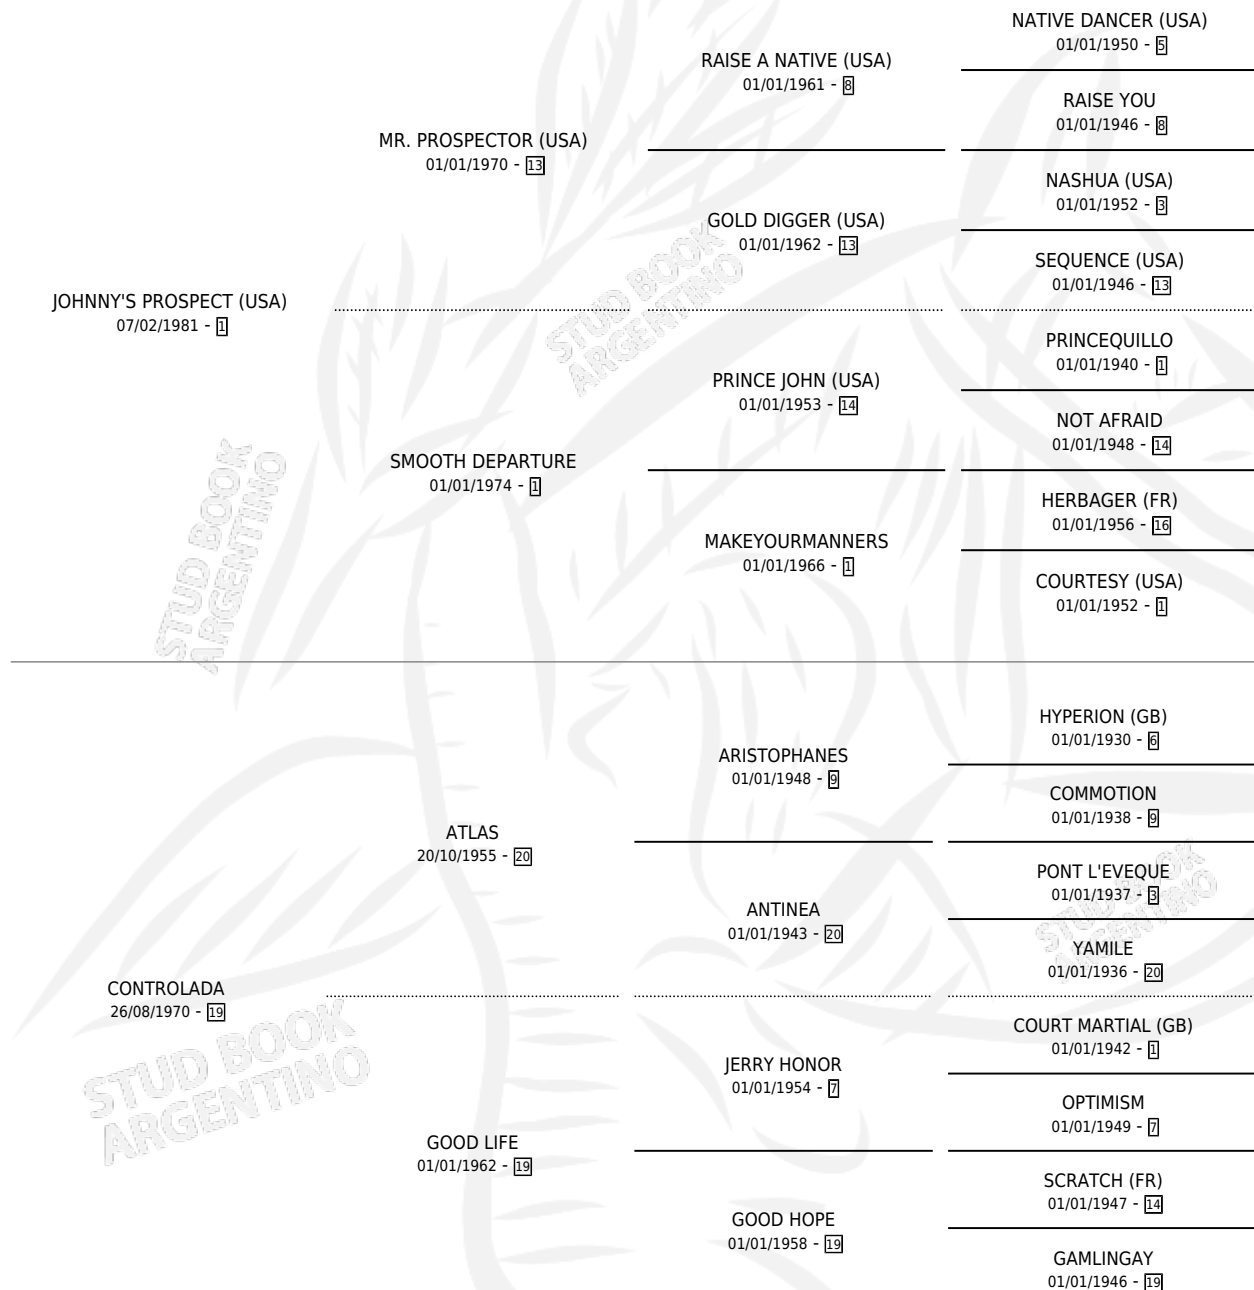 NATIVE DANCER (USA)
01/01/1950 - 5
RAISE A NATIVE (USA)
01/01/1961 - 8
RAISE YOU
01/01/1946 - 8
MR. PROSPECTOR (USA)
01/01/1970 - 13
NASHUA (USA)
01/01/1952 - 3
GOLD DIGGER (USA)
01/01/1962 - 13
SEQUENCE (USA)
01/01/1946 - 13
JOHNNY'S PROSPECT (USA)
07/02/1981 - 1
STUD BOOK
ARGENTINO
PRINCEQUILLO
01/01/1940 - 1
PRINCE JOHN (USA)
01/01/1953 - 14
NOT AFRAID
01/01/1948 - 14
SMOOTH DEPARTURE
01/01/1974 - 1
HERBAGER (FR)
01/01/1956 - 16
MAKEYOURMANNERS
01/01/1966 - 1
COURTESY (USA)
01/01/1952 - 1
STUD BOOK
ARGENTINO
HYPERION (GB)
01/01/1930 - 6
ARISTOPHANES
01/01/1948 - 9
COMMOTION
01/01/1938 - 9
ATLAS
20/10/1955 - 20
PONT L'EVEQUE
01/01/1937 - 3
ANTINEA
01/01/1943 - 20
YAMILE
01/01/1936 - 20
STUD BOOK
ARGENTINO
CONTROLADA
26/08/1970 - 19
COURT MARTIAL (GB)
01/01/1942 - 1
JERRY HONOR
01/01/1954 - 7
OPTIMISM
01/01/1949 - 7
STUD BOOK
ARGENTINO
GOOD LIFE
01/01/1962 - 19
SCRATCH (FR)
01/01/1947 - 14
GOOD HOPE
01/01/1958 - 19
GAMLINGAY
01/01/1946 - 19